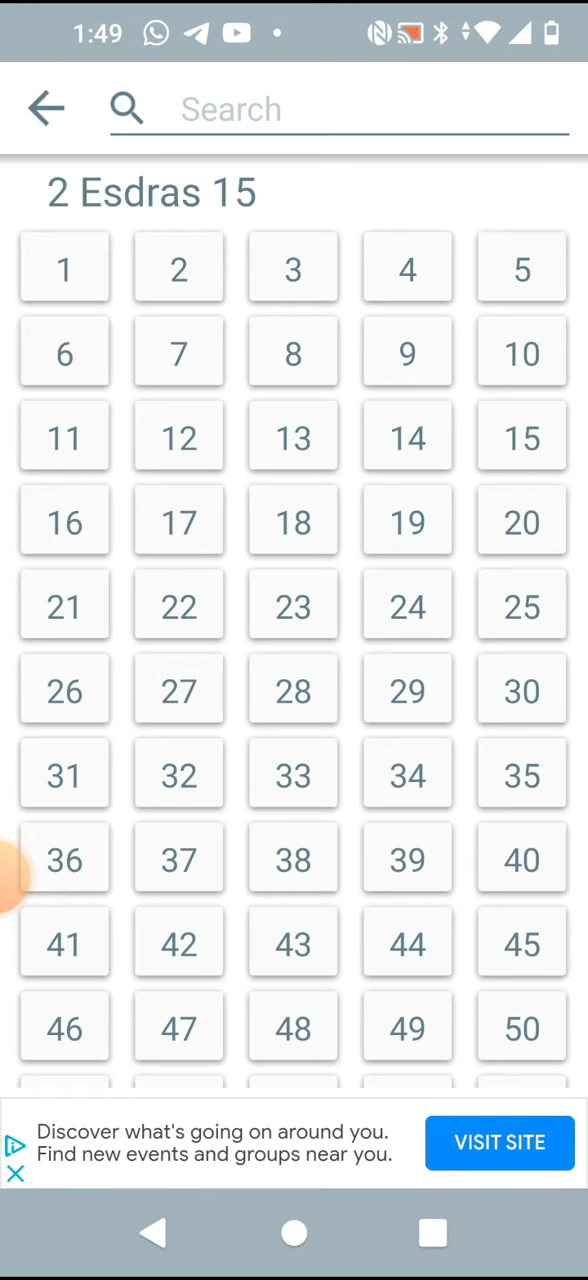 1:49
Search
2 Esdras 15
1 2 3 4 5
6 7 8 9 10
11 12 13 14 15
16 17 18 19 20
21 22 23 24 25
26 27 28 29 30
31 32 33 34 35
36 37 38 39 40
41 42 43 44 45
46 47 48 49 50
Discover what's going on around you.
Find new events and groups near you.
VISIT SITE